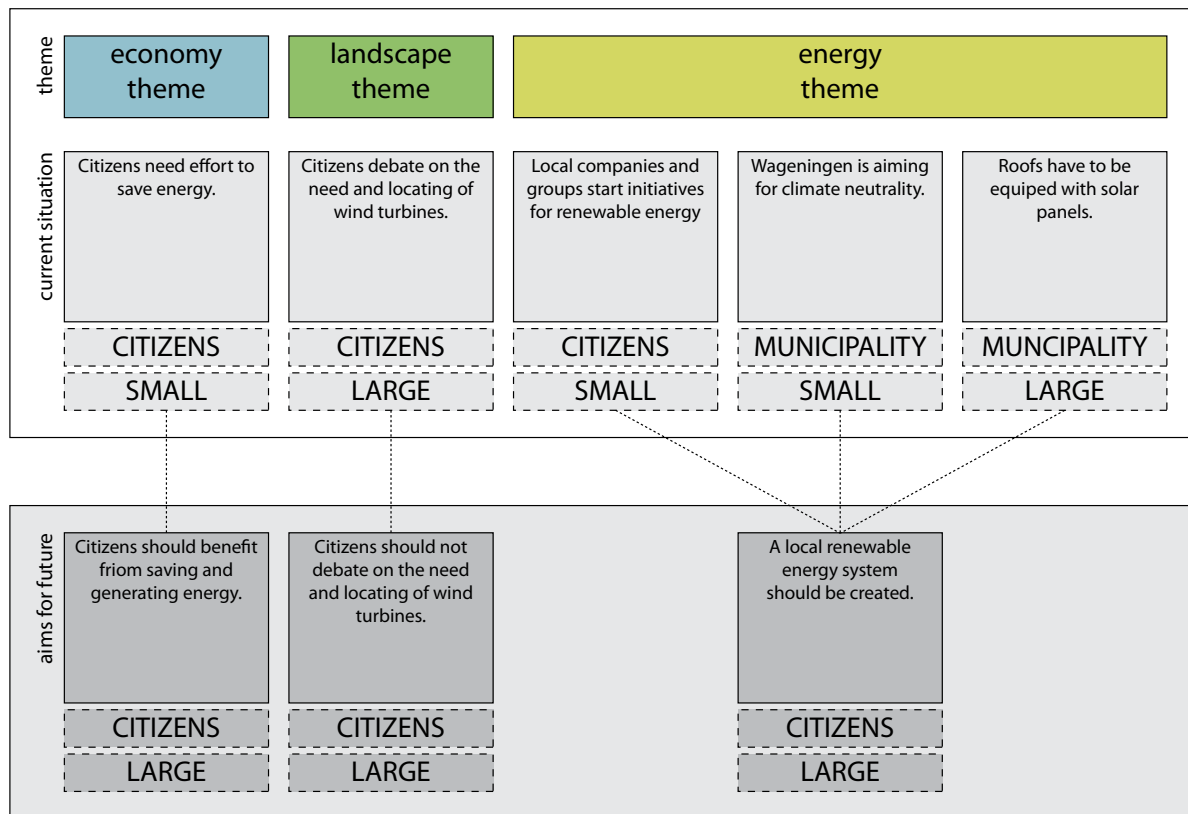 theme
economy
theme
landscape
theme
energy
theme
current situation
Citizens need effort to
save energy.
CITIZENS
SMALL
Citizens debate on the
need and locating of
wind turbines.
CITIZENS
LARGE
Local companies and
groups start initiatives
for renewable energy
CITIZENS
SMALL
Wageningen is aiming
for climate neutrality.
MUNICIPALITY
SMALL
Roofs have to be
equiped with solar
panels.
MUNCIPALITY
LARGE
aims for future
Citizens should benefit
friom saving and
generating energy.
CITIZENS
LARGE
Citizens should not
debate on the need
and locating of wind
turbines.
CITIZENS
LARGE
A local renewable
energy system
should be created.
CITIZENS
LARGE